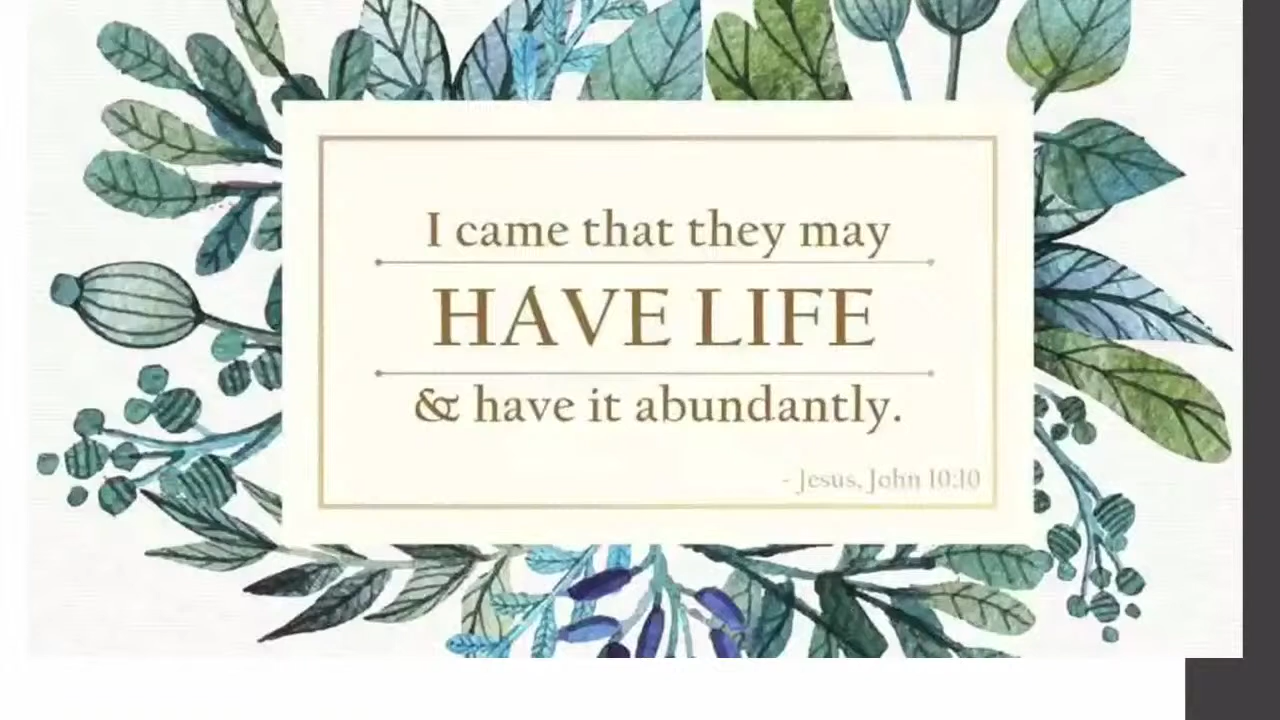 I came that they may
HAVE LIFE
& have it abundantly.
- Jesus, John 10:10